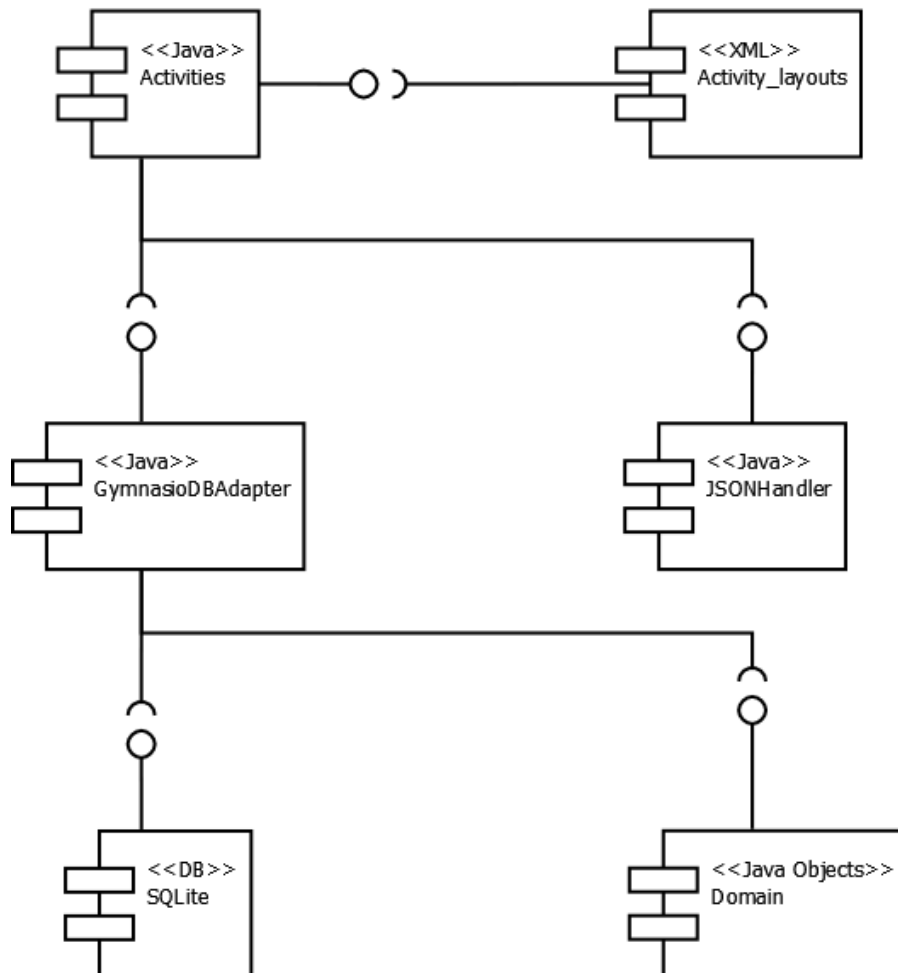 <<Java>>
Activities
<<XML>>
Activity_layouts
<<Java>>
GymnasioDBAdapter
<<Java>>
JSONHandler
<<DB>>
SQLite
<<Java Objects>>
Domain